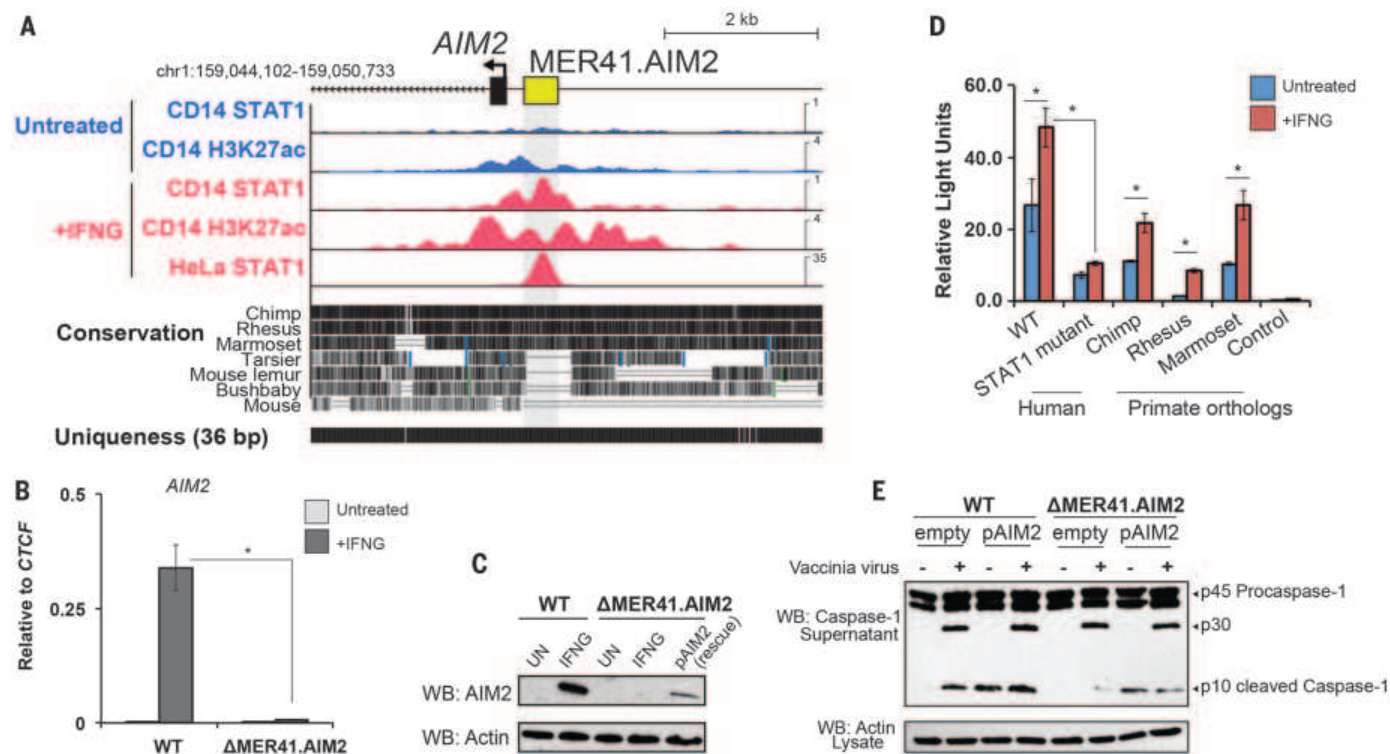 A
2 kb
AIM2
MER41.AIM2
chr1:159,044,102-159,050,733
Untreated
CD14 STAT1
1
CD14 H3K27ac
4
+IFNG
CD14 STAT1
1
CD14 H3K27ac
4
HeLa STAT1
35
Conservation
Chimp
Rhesus
Marmoset
Tarsier
Mouse lemur
Bushbaby
Mouse
Uniqueness (36 bp)
B
AIM2
Relative to CTCF
0.5
0.25
0
Untreated
+IFNG
*
WT
ΔMER41.AIM2
C
WT ΔMER41.AIM2
UN
IFNG
UN
IFNG
pAIM2
(rescue)
WB: AIM2
WB: Actin
D
Relative Light Units
60.0
40.0
20.0
0.0
Untreated
+IFNG
*
*
*
*
*
WT
STAT1 mutant
Chimp
Rhesus
Marmoset
Control
Human
Primate orthologs
E
WT ΔMER41.AIM2
empty pAIM2 empty pAIM2
Vaccinia virus - + - + - + - +
WB: Caspase-1
Supernatant
p45 Procaspase-1
p30
p10 cleaved Caspase-1
WB: Actin
Lysate